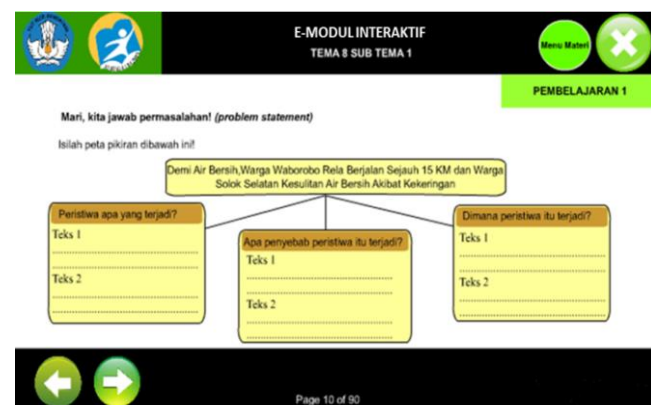 E-MODUL INTERAKTIF
TEMA 8 SUB TEMA 1
Menu Materi
PEMBELAJARAN 1
Mari, kita jawab permasalahan! (problem statement)
Isilah peta pikiran dibawah ini!
Demi Air Bersih,Warga Waborobo Rela Berjalan Sejauh 15 KM dan Warga
Solok Selatan Kesulitan Air Bersih Akibat Kekeringan
Peristiwa apa yang terjadi?
Teks 1
Teks 2
Apa penyebab peristiwa itu terjadi?
Teks 1
Teks 2
Dimana peristiwa itu terjadi?
Teks 1
Teks 2
Page 10 of 90